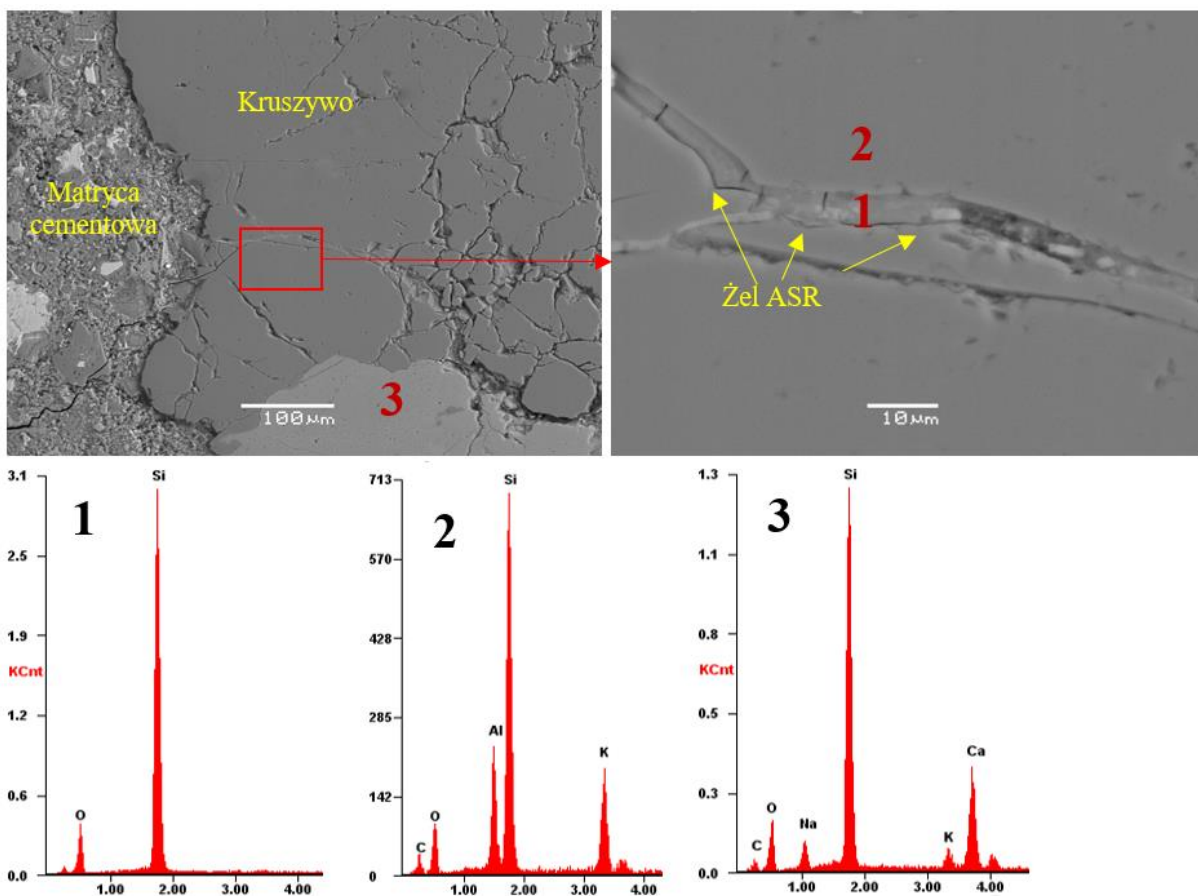 Kruszywo
Matryca
cementowa
100μm
3
2
1
Żel ASR
10μm
3.1
2.5
1.9
KCnt
1.2
0.6
0.0
1
Si
O
1.00 2.00 3.00 4.00
713
570
428
285
142
0
2
Si
Al
K
O
C
1.00 2.00 3.00 4.00
1.3
1.1
0.8
KCnt
0.5
0.3
0.0
3
Si
Ca
O
Na
K
C
1.00 2.00 3.00 4.00